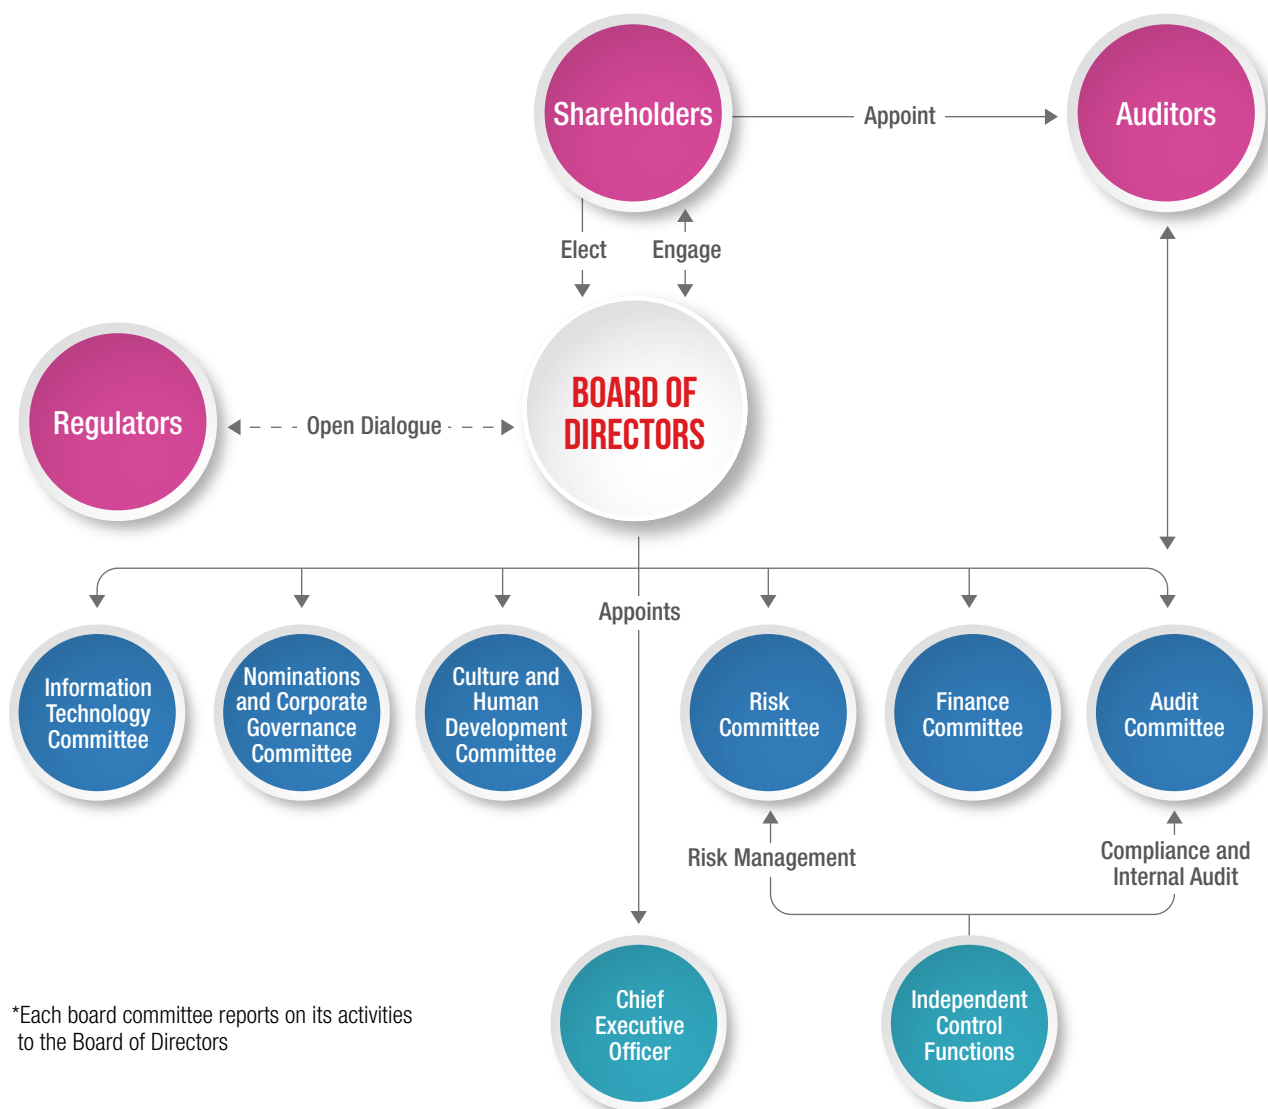 Shareholders
Appoint
Auditors
Elect
Engage
BOARD OF
DIRECTORS
Regulators
Open Dialogue
Appoints
Information
Technology
Committee
Nominations
and Corporate
Governance
Committee
Culture and
Human
Development
Committee
Risk
Committee
Finance
Committee
Audit
Committee
Risk Management
Compliance and
Internal Audit
Chief
Executive
Officer
Independent
Control
Functions
*Each board committee reports on its activities
to the Board of Directors